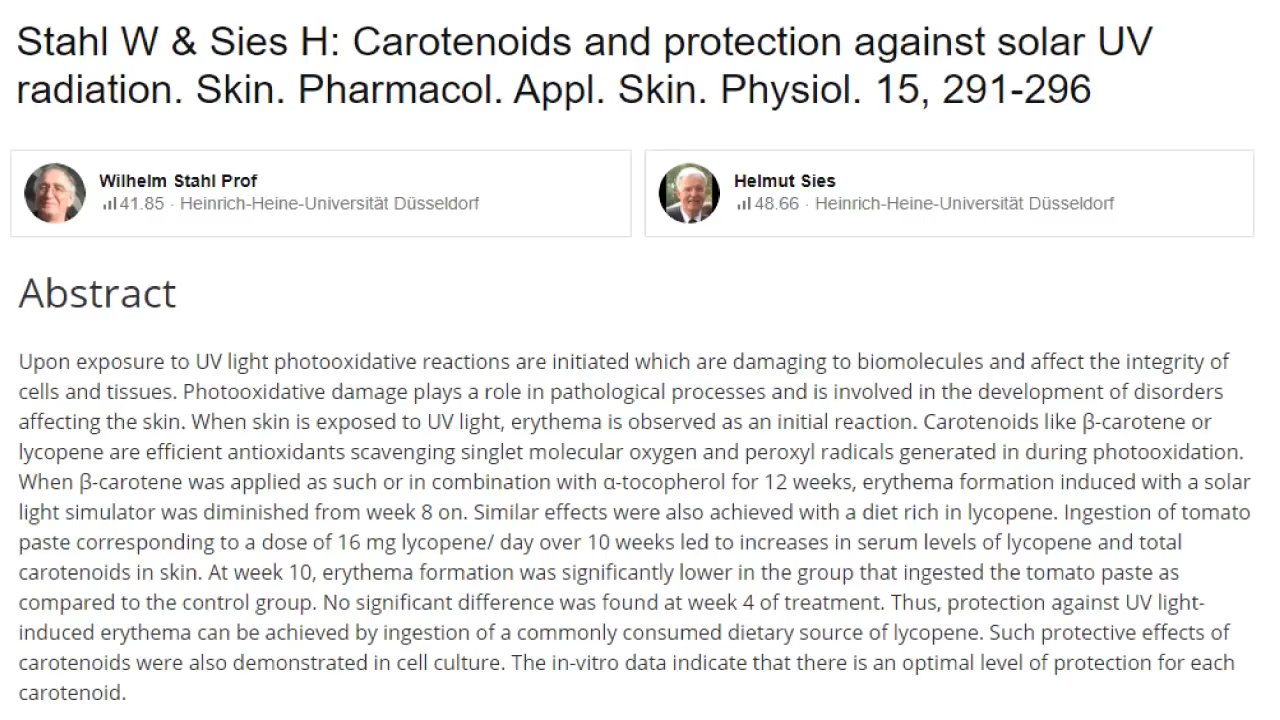 Stahl W & Sies H: Carotenoids and protection against solar UV
radiation. Skin. Pharmacol. Appl. Skin. Physiol. 15, 291-296
Wilhelm Stahl Prof
41.85 · Heinrich-Heine-Universität Düsseldorf
Helmut Sies
48.66 · Heinrich-Heine-Universität Düsseldorf
Abstract
Upon exposure to UV light photooxidative reactions are initiated which are damaging to biomolecules and affect the integrity of
cells and tissues. Photooxidative damage plays a role in pathological processes and is involved in the development of disorders
affecting the skin. When skin is exposed to UV light, erythema is observed as an initial reaction. Carotenoids like β-carotene or
lycopene are efficient antioxidants scavenging singlet molecular oxygen and peroxyl radicals generated in during photooxidation.
When β-carotene was applied as such or in combination with α-tocopherol for 12 weeks, erythema formation induced with a solar
light simulator was diminished from week 8 on. Similar effects were also achieved with a diet rich in lycopene. Ingestion of tomato
paste corresponding to a dose of 16 mg lycopene/ day over 10 weeks led to increases in serum levels of lycopene and total
carotenoids in skin. At week 10, erythema formation was significantly lower in the group that ingested the tomato paste as
compared to the control group. No significant difference was found at week 4 of treatment. Thus, protection against UV light-
induced erythema can be achieved by ingestion of a commonly consumed dietary source of lycopene. Such protective effects of
carotenoids were also demonstrated in cell culture. The in-vitro data indicate that there is an optimal level of protection for each
carotenoid.